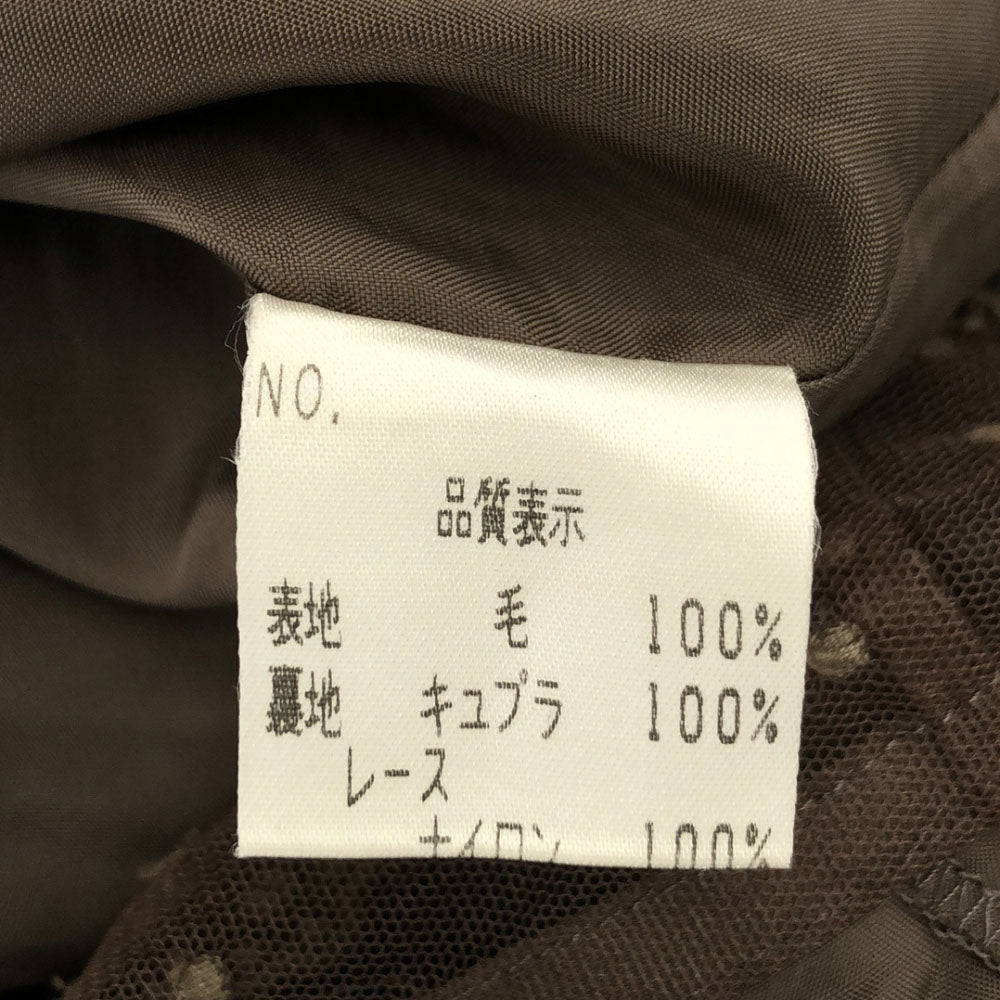 NO.
品質表示
表地 毛 100%
裏地 キュプラ 100%
レース
ナイロン 100%